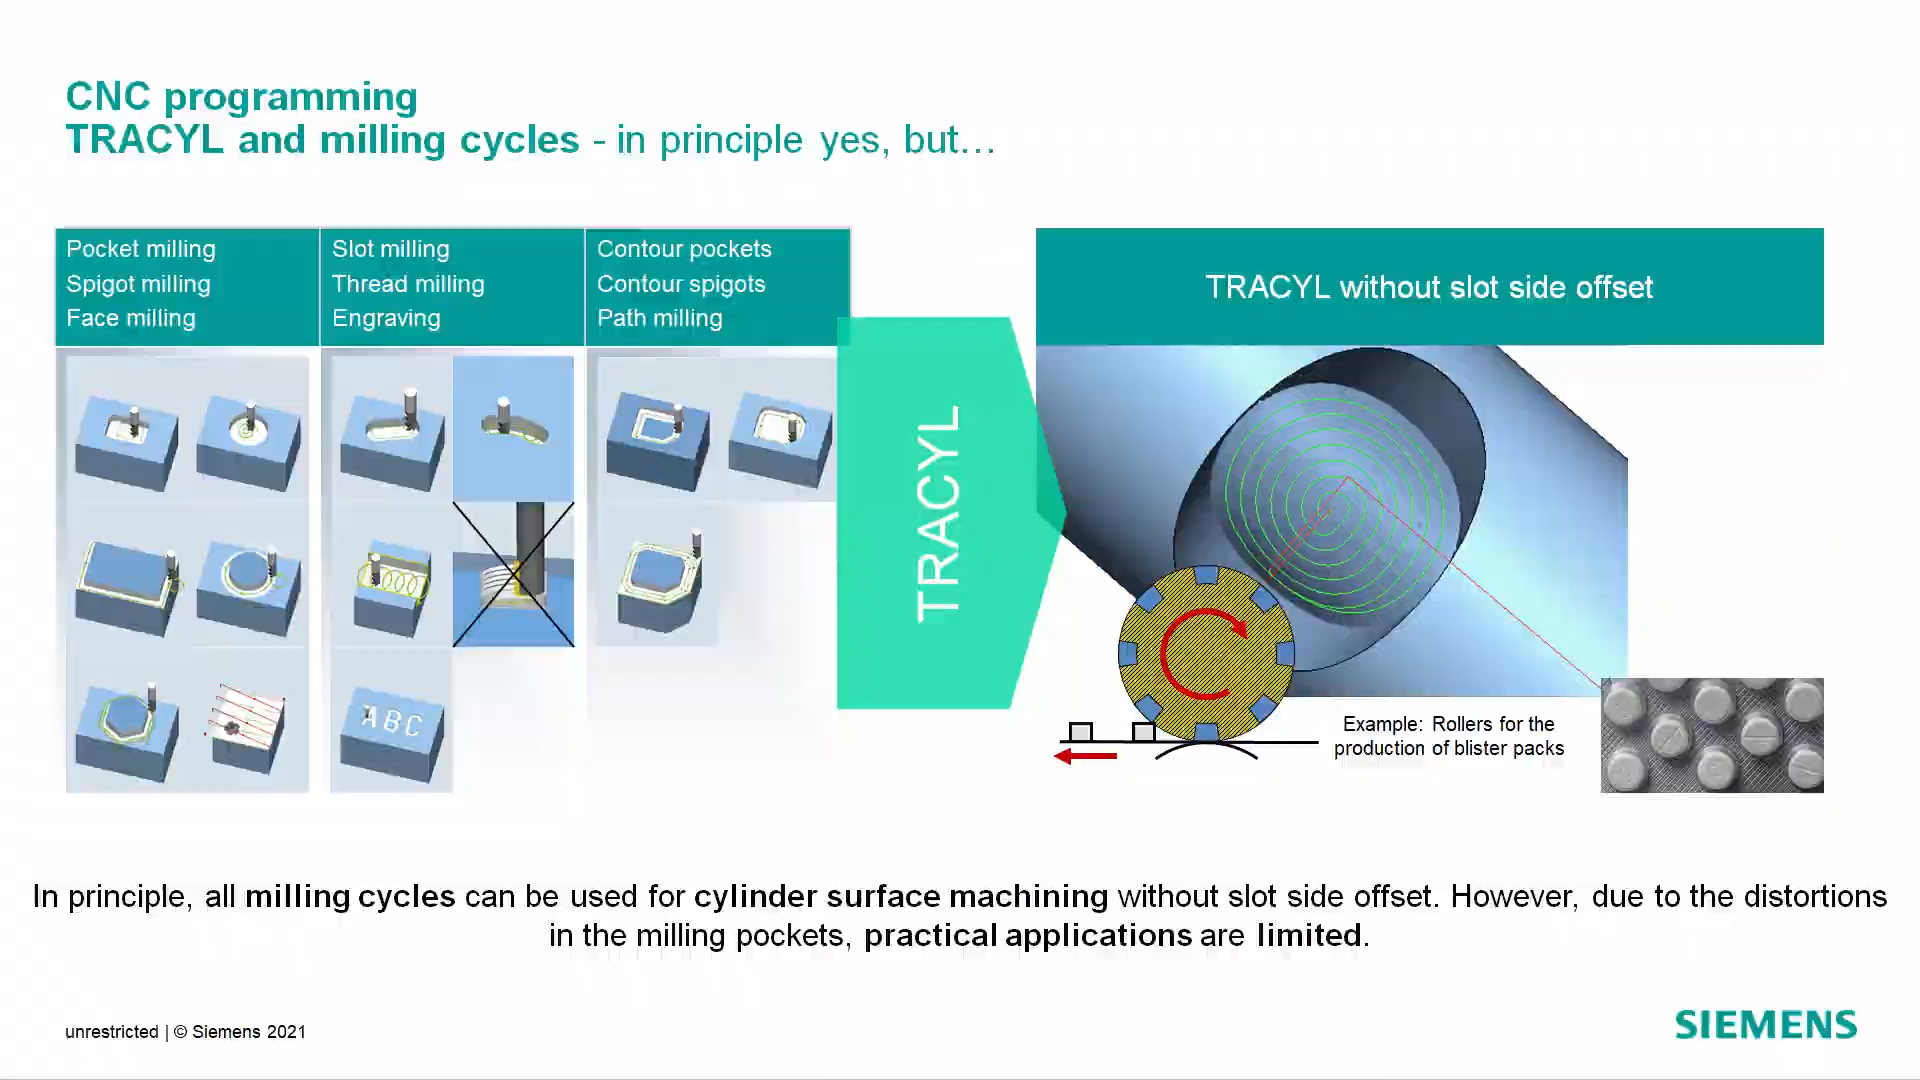 CNC programming
TRACYL and milling cycles - in principle yes, but…
Pocket milling
Spigot milling
Face milling
Slot milling
Thread milling
Engraving
Contour pockets
Contour spigots
Path milling
TRACYL
TRACYL without slot side offset
ABC
Example: Rollers for the
production of blister packs
In principle, all milling cycles can be used for cylinder surface machining without slot side offset. However, due to the distortions
in the milling pockets, practical applications are limited.
unrestricted | © Siemens 2021
SIEMENS